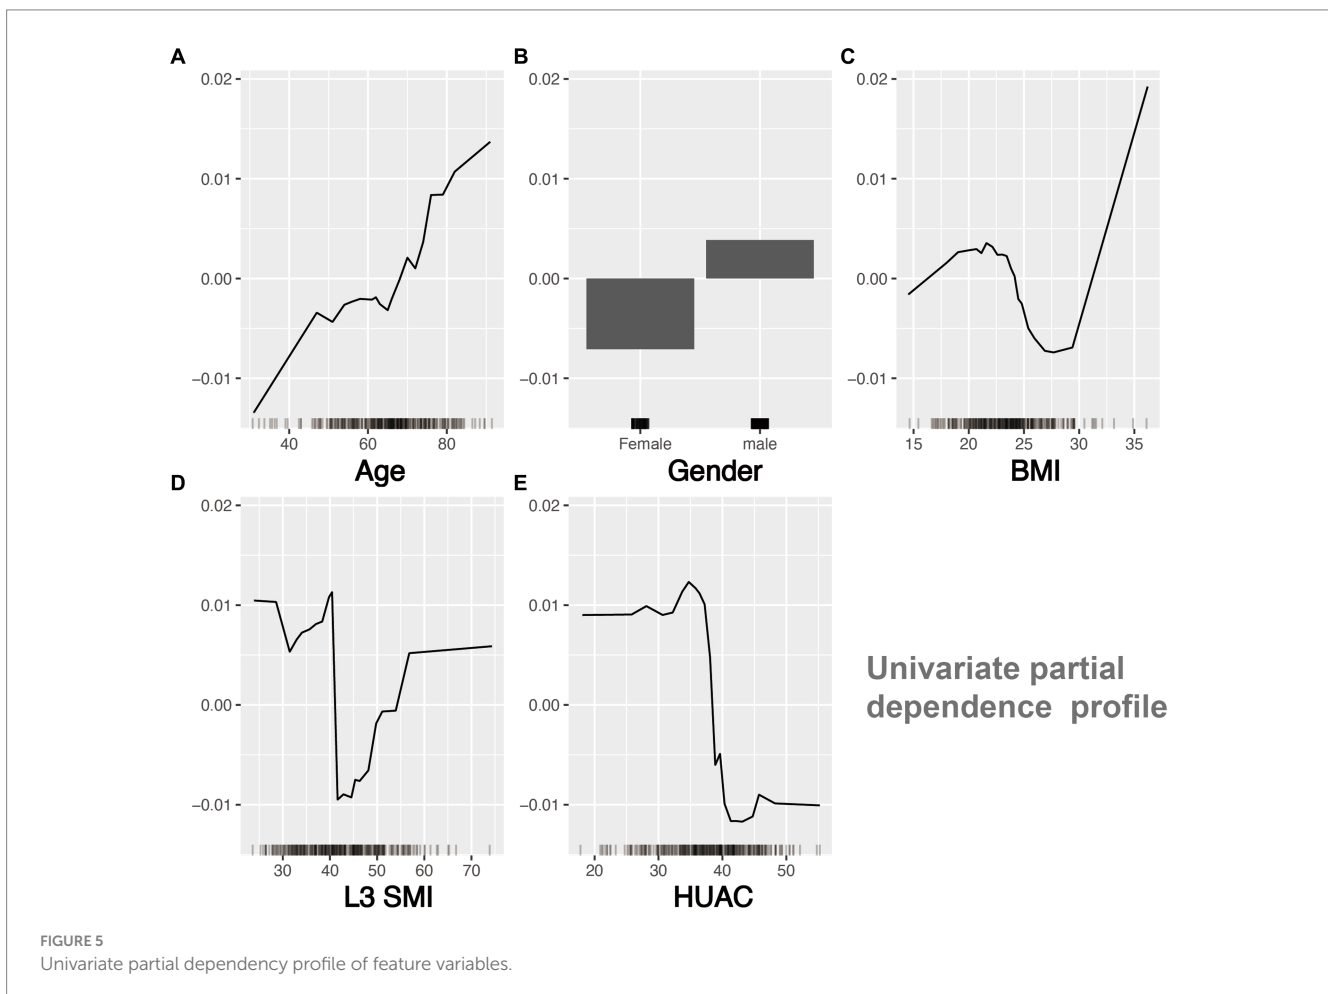 A
0.02
0.01
0.00
−0.01
40 60 80
Age
B
0.02
0.01
0.00
−0.01
Female male
Gender
C
0.02
0.01
0.00
−0.01
15 20 25 30 35
BMI
D
0.02
0.01
0.00
−0.01
30 40 50 60 70
L3 SMI
E
0.02
0.01
0.00
−0.01
20 30 40 50
HUAC
Univariate partial
dependence profile
FIGURE 5
Univariate partial dependency profile of feature variables.